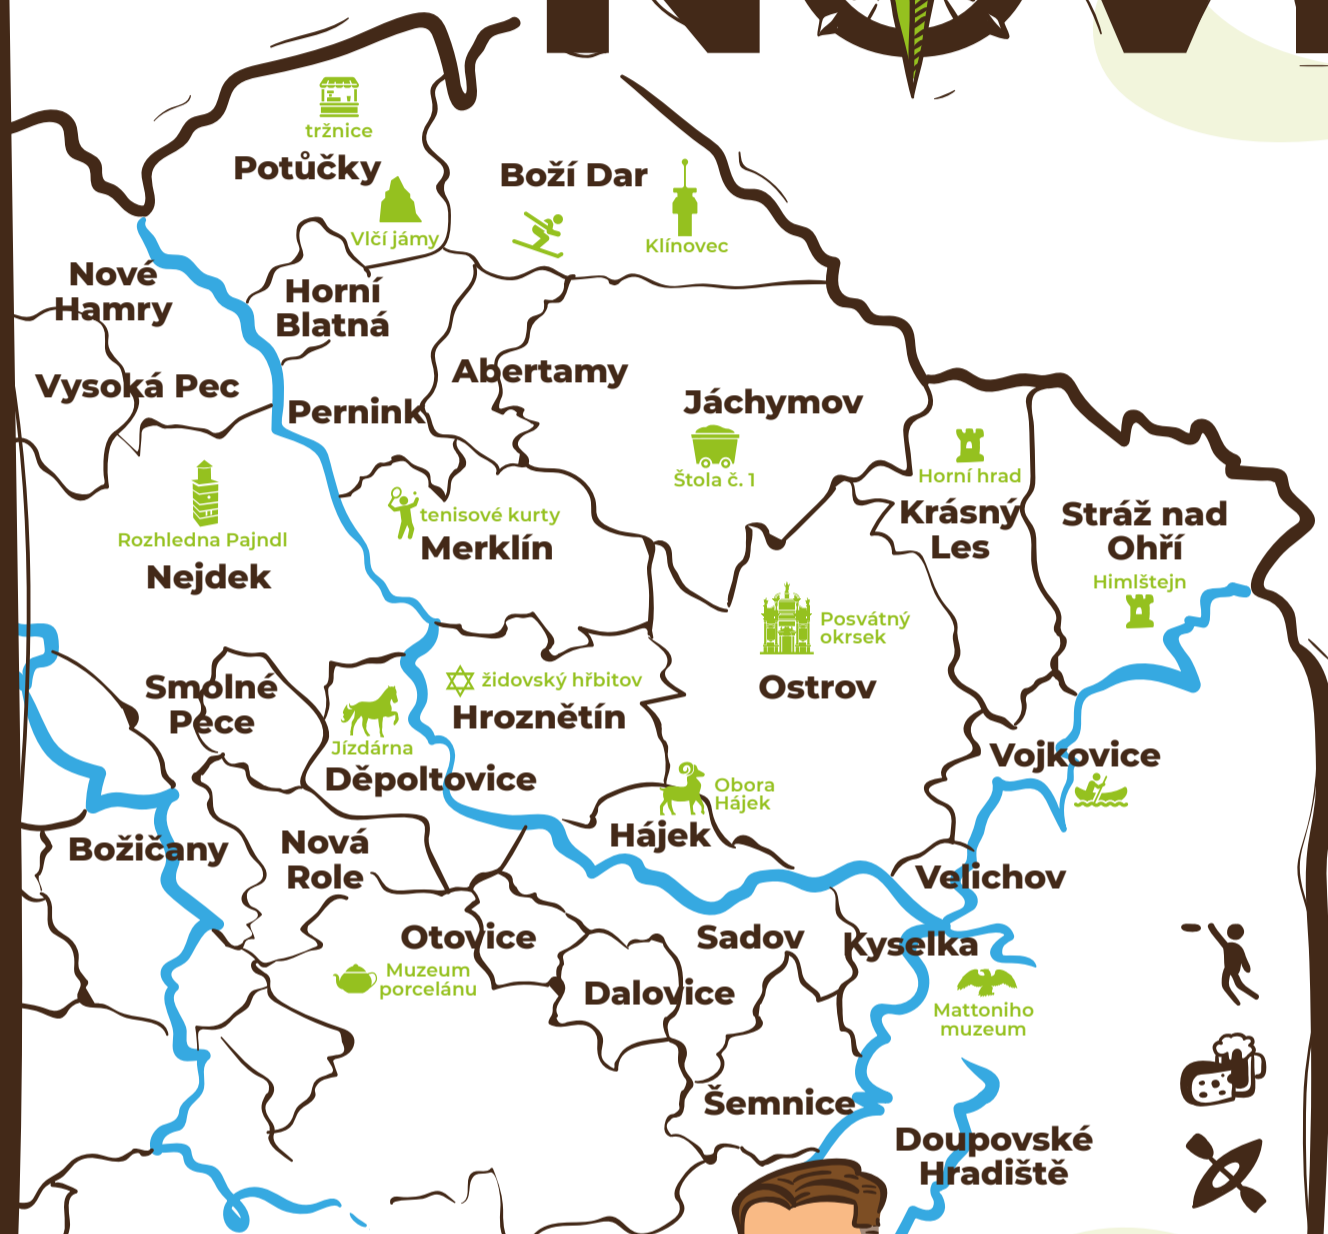 tržnice
Potůčky
Vlčí jámy
Boží Dar
Klínovec
Nové
Hamry
Horní
Blatná
Vysoká Pec
Pernink
Abertamy
Jáchymov
Štola č. 1
Horní hrad
Krásný
Les
Stráž nad
Ohří
Himlštejn
Rozhledna Pajndl
Nejdek
tenisové kurty
Merklín
Posvátný
okrsek
Ostrov
Smolné
Pece
židovský hřbitov
Hroznětín
Jízdárna
Děpoltovice
Vojkovice
Obora
Hájek
Hájek
Božičany
Nová
Role
Velichov
Otovice
Muzeum
porcelánu
Sadov
Kyselka
Dalovice
Mattoniho
muzeum
Šemnice
Doupovské
Hradiště